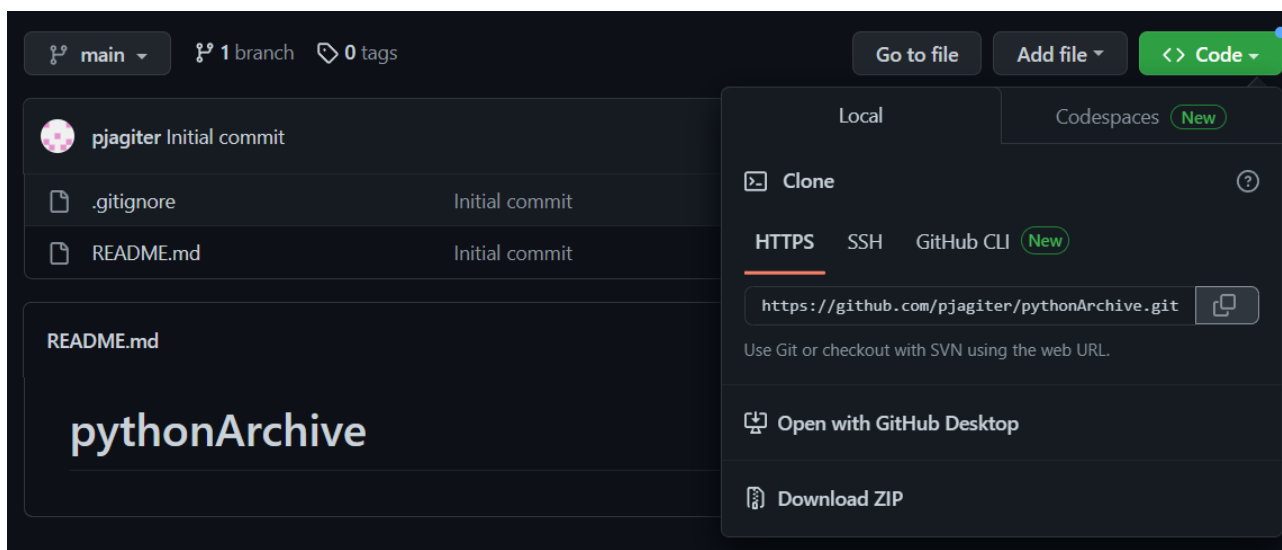 main 1 branch 0 tags Go to file Add file <> Code
Local Codespaces New
pjagiter Initial commit
Clone
.gitignore Initial commit
HTTPS SSH GitHub CLI New
README.md Initial commit
https://github.com/pjagiter/pythonArchive.git
README.md
Use Git or checkout with SVN using the web URL.
pythonArchive
Open with GitHub Desktop
Download ZIP